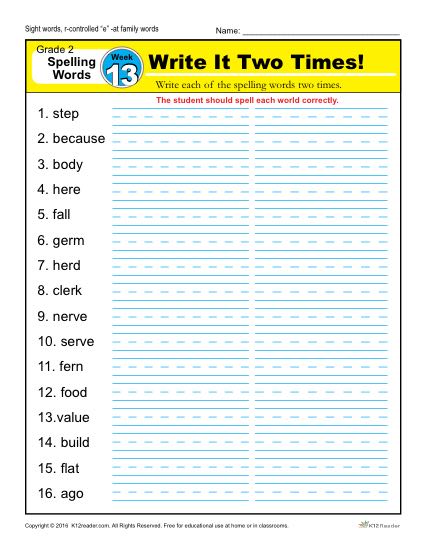 Sight words, r-controlled “e” -at family words
Name:
Grade 2
Spelling
Words
Week
13
Write It Two Times!
Write each of the spelling words two times.
The student should spell each world correctly.
1. step
2. because
3. body
4. here
5. fall
6. germ
7. herd
8. clerk
9. nerve
10. serve
11. fern
12. food
13.value
14. build
15. flat
16. ago
Copyright © 2016 K12reader.com. All Rights Reserved. Free for educational use at home or in classrooms.
K12Reader